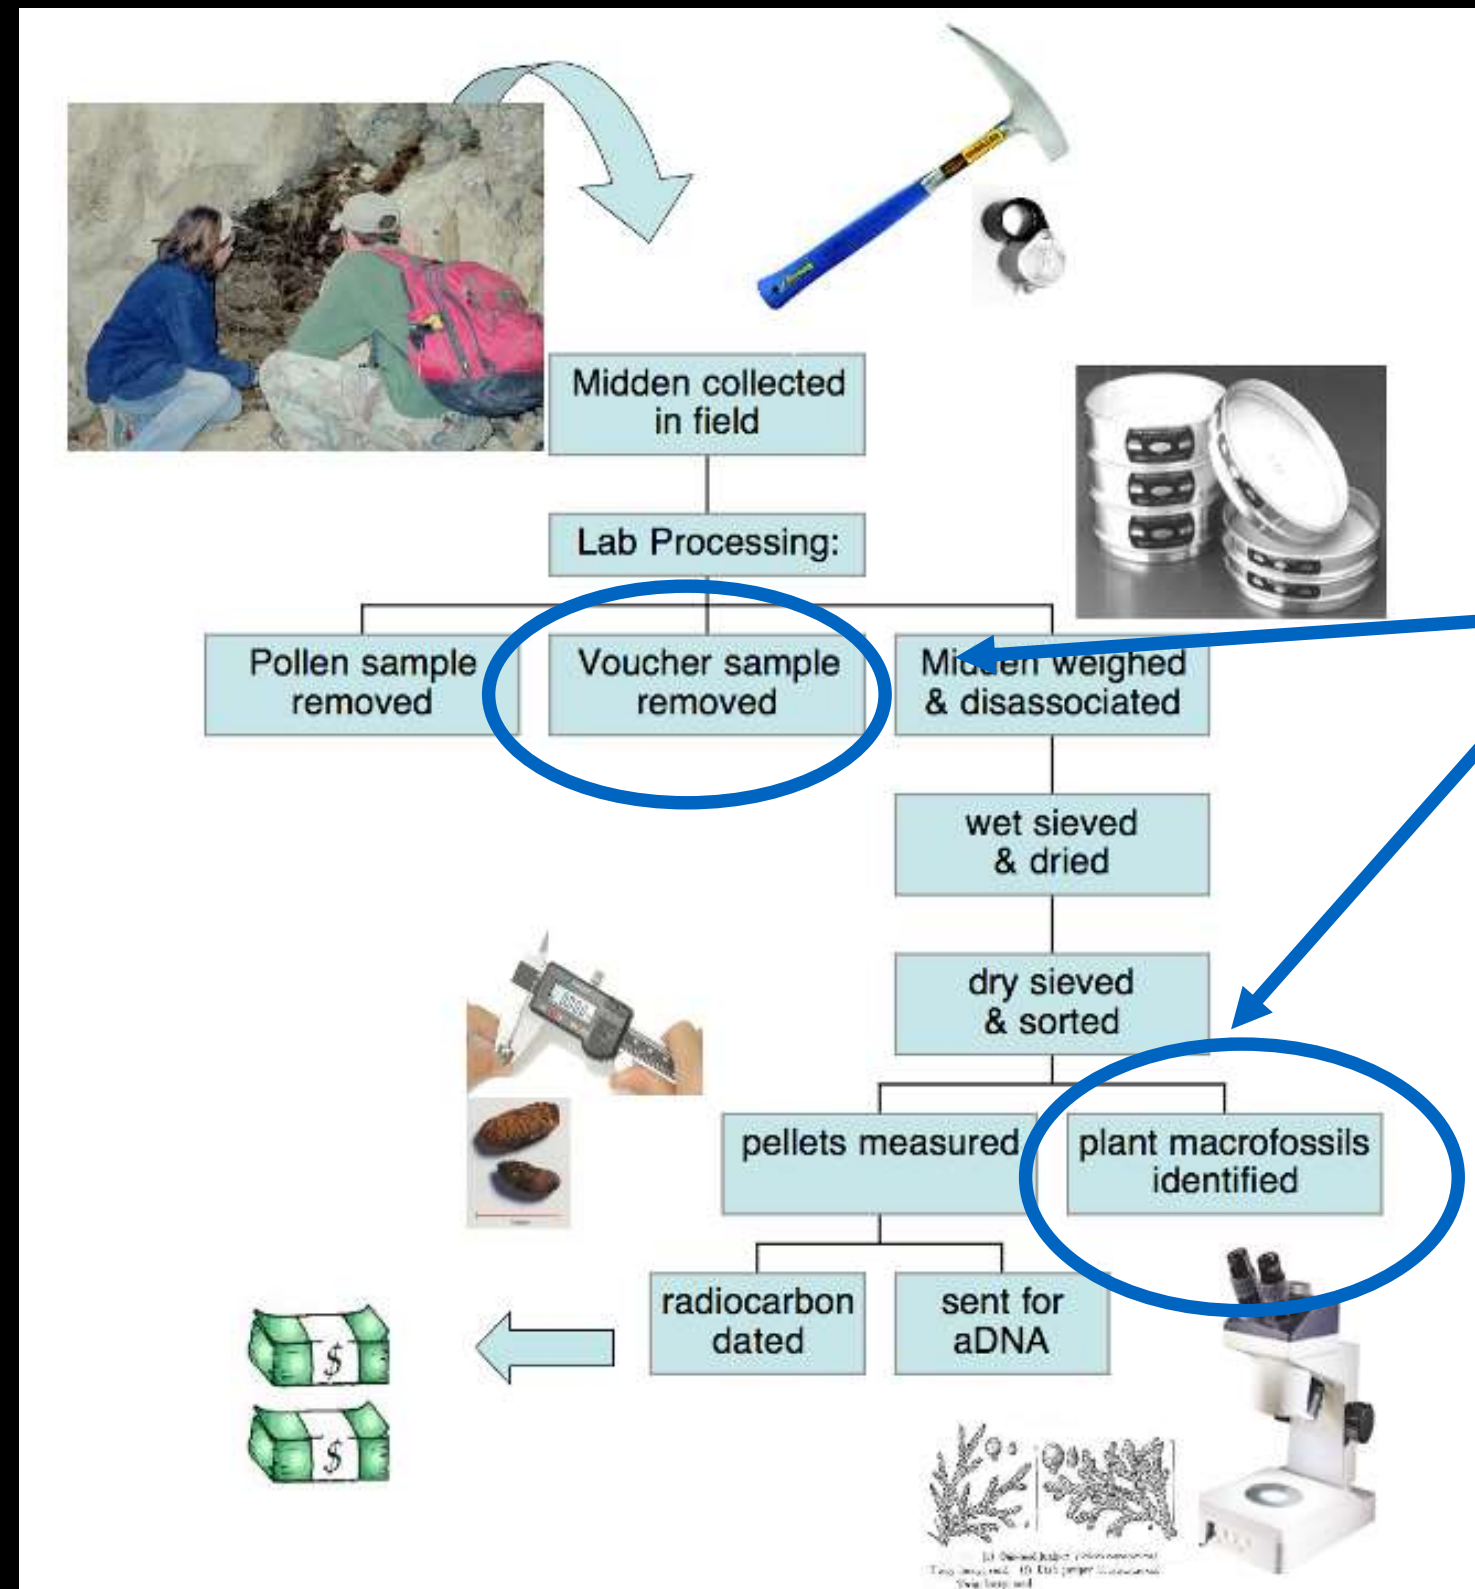 Midden collected
in field
Lab Processing:
Pollen sample
removed
Voucher sample
removed
Midden weighed
& disassociated
wet sieved
& dried
dry sieved
& sorted
pellets measured
plant macrofossils
identified
radiocarbon
dated
sent for
aDNA
$
$